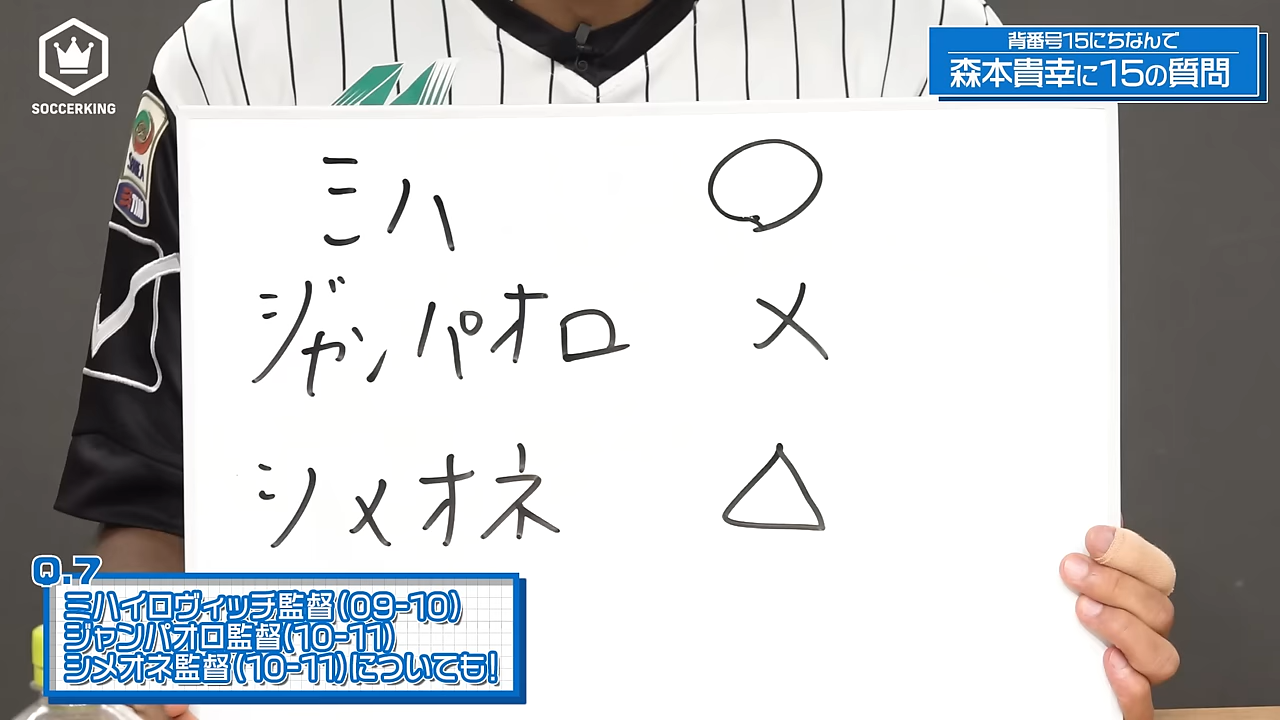 SOCCERKING
背番号15にちなんで
森本貴幸に15の質問
ミハ ○
ジャンパオロ ×
シメオネ △
Q.7
ミハイロヴィッチ監督(09-10)
ジャンパオロ監督(10-11)
シメオネ監督(10-11)についても!